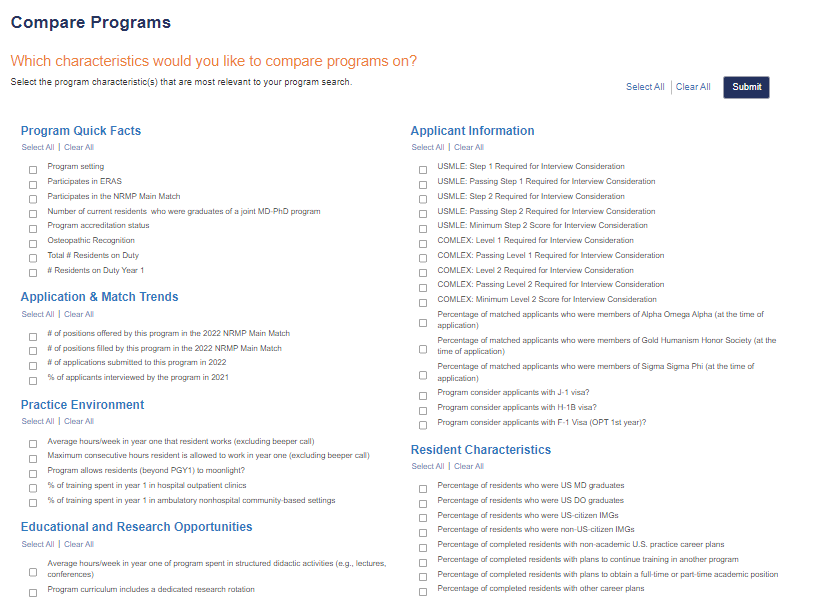 Compare Programs
Which characteristics would you like to compare programs on?
Select the program characteristic(s) that are most relevant to your program search.
Select All | Clear All Submit
Program Quick Facts
Select All | Clear All
Program setting
Participates in ERAS
Participates in the NRMP Main Match
Number of current residents who were graduates of a joint MD-PhD program
Program accreditation status
Osteopathic Recognition
Total # Residents on Duty
# Residents on Duty Year 1
Application & Match Trends
Select All | Clear All
# of positions offered by this program in the 2022 NRMP Main Match
# of positions filled by this program in the 2022 NRMP Main Match
# of applications submitted to this program in 2022
% of applicants interviewed by the program in 2021
Practice Environment
Select All | Clear All
Average hours/week in year one that resident works (excluding beeper call)
Maximum consecutive hours resident is allowed to work in year one (excluding beeper call)
Program allows residents (beyond PGY1) to moonlight?
% of training spent in year 1 in hospital outpatient clinics
% of training spent in year 1 in ambulatory nonhospital community-based settings
Educational and Research Opportunities
Select All | Clear All
Average hours/week in year one of program spent in structured didactic activities (e.g., lectures,
conferences)
Program curriculum includes a dedicated research rotation
Applicant Information
Select All | Clear All
USMLE: Step 1 Required for Interview Consideration
USMLE: Passing Step 1 Required for Interview Consideration
USMLE: Step 2 Required for Interview Consideration
USMLE: Passing Step 2 Required for Interview Consideration
USMLE: Minimum Step 2 Score for Interview Consideration
COMLEX: Level 1 Required for Interview Consideration
COMLEX: Passing Level 1 Required for Interview Consideration
COMLEX: Level 2 Required for Interview Consideration
COMLEX: Passing Level 2 Required for Interview Consideration
COMLEX: Minimum Level 2 Score for Interview Consideration
Percentage of matched applicants who were members of Alpha Omega Alpha (at the time of
application)
Percentage of matched applicants who were members of Gold Humanism Honor Society (at the
time of application)
Percentage of matched applicants who were members of Sigma Sigma Phi (at the time of
application)
Program consider applicants with J-1 visa?
Program consider applicants with H-1B visa?
Program consider applicants with F-1 Visa (OPT 1st year)?
Resident Characteristics
Select All | Clear All
Percentage of residents who were US MD graduates
Percentage of residents who were US DO graduates
Percentage of residents who were US-citizen IMGs
Percentage of residents who were non-US-citizen IMGs
Percentage of completed residents with non-academic U.S. practice career plans
Percentage of completed residents with plans to continue training in another program
Percentage of completed residents with plans to obtain a full-time or part-time academic position
Percentage of completed residents with other career plans